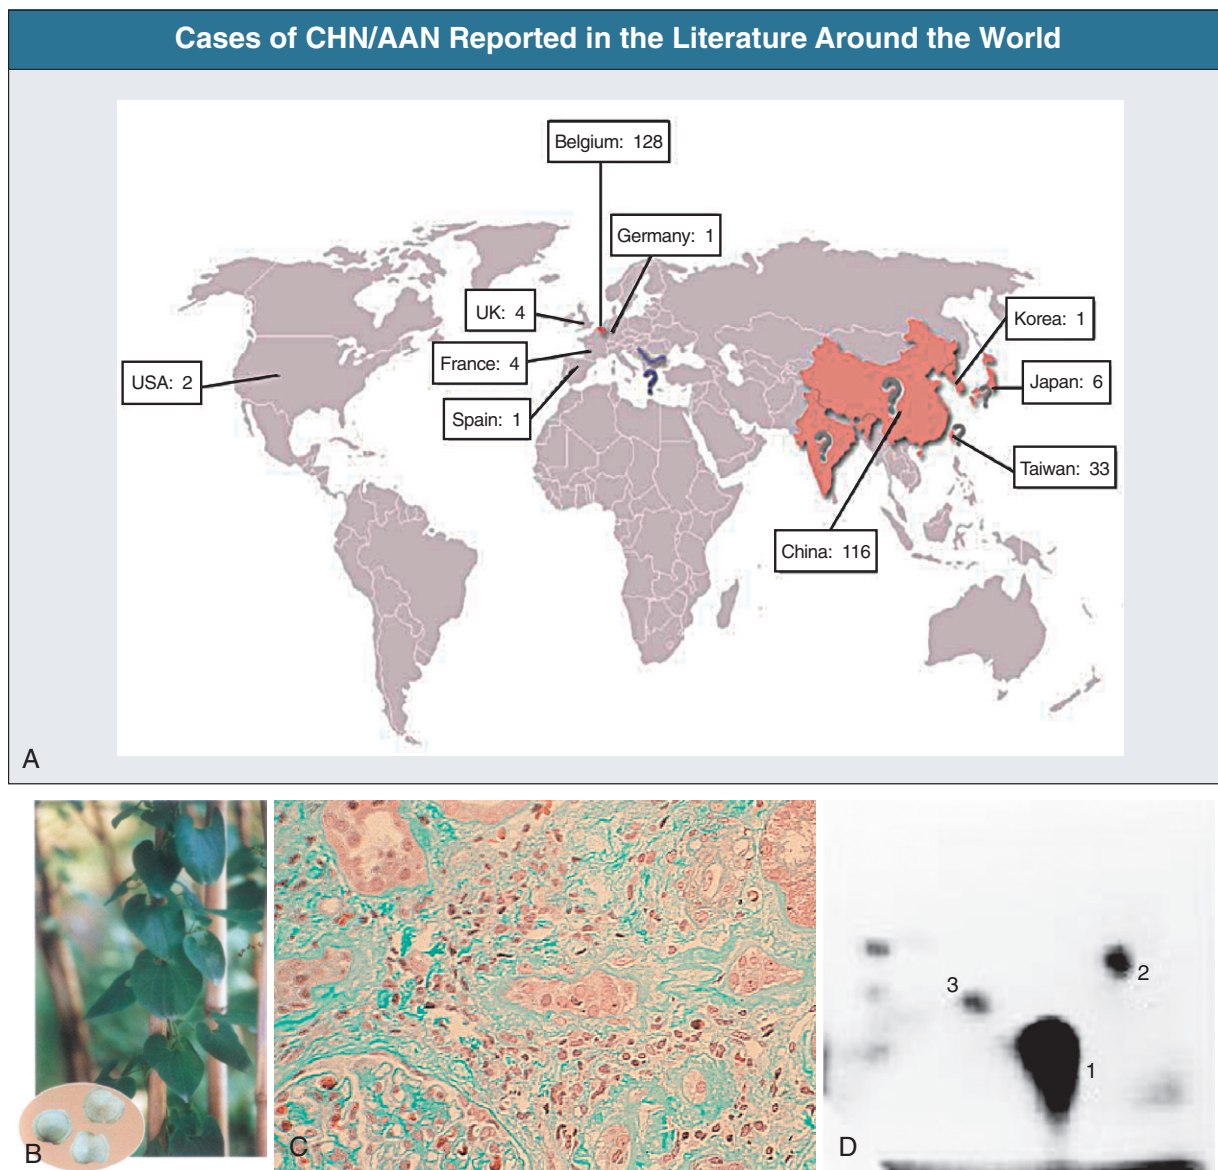 Cases of CHN/AAN Reported in the Literature Around the World
Belgium: 128
Germany: 1
UK: 4
Korea: 1
France: 4
USA: 2
?
?
?
Japan: 6
Spain: 1
?
?
Taiwan: 33
China: 116
A
B
C
D
3
2
1